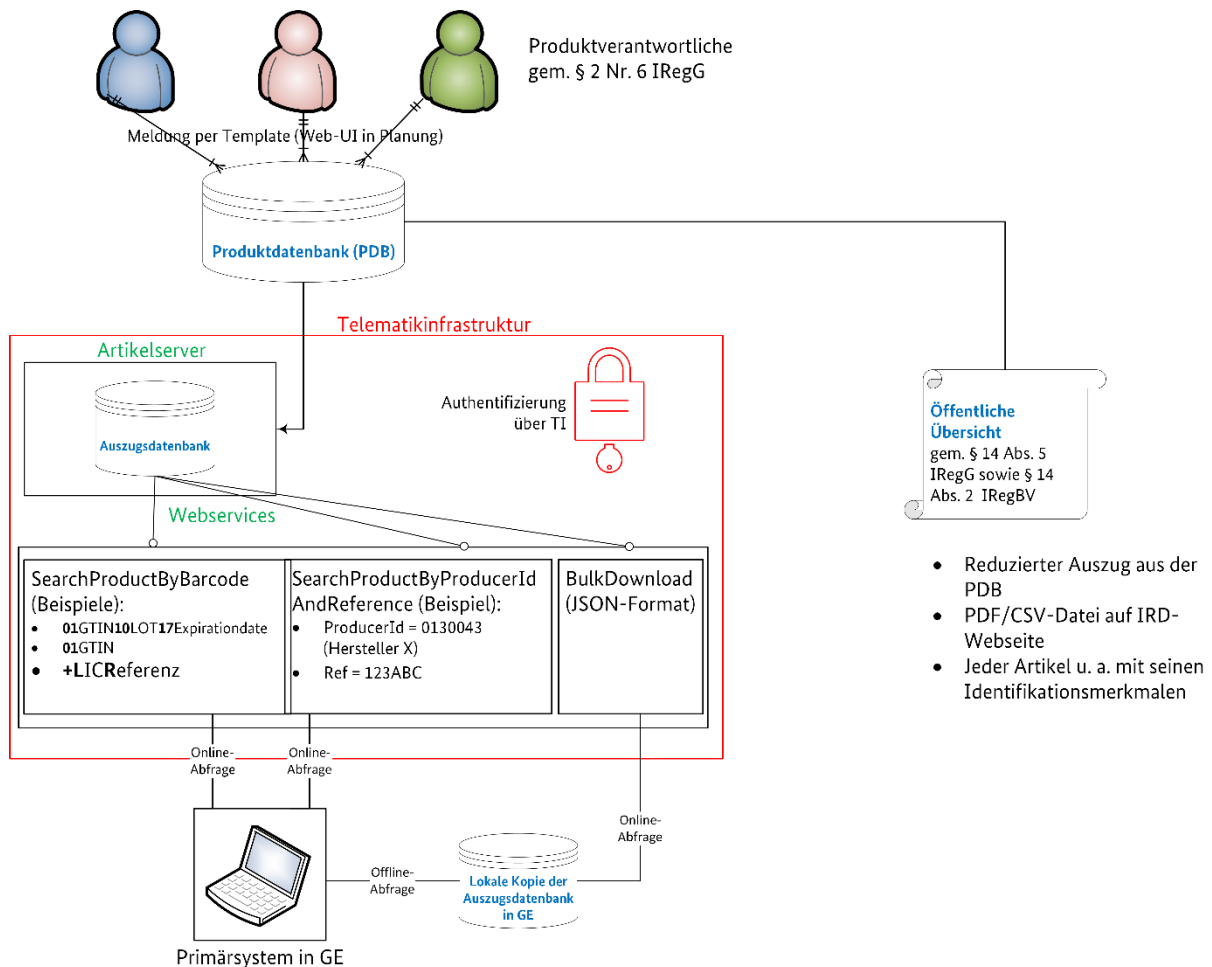 Produktverantwortliche
gem. § 2 Nr. 6 IRegG
Meldung per Template (Web-UI in Planung)
Produktdatenbank (PDB)
Telematikinfrastruktur
Artikelserver
Auszugsdatenbank
Authentifizierung
über TI
Öffentliche
Übersicht
gem. § 14 Abs. 5
IRegG sowie § 14
Abs. 2 IRegBV
Webservices
SearchProductByBarcode
(Beispiele):
• 01GTIN10LOT17Expirationdate
• 01GTIN
• +LICReferenz
SearchProductByProducerId
AndReference (Beispiel):
• ProducerId = 0130043
(Hersteller X)
• Ref = 123ABC
BulkDownload
(JSON-Format)
• Reduzierter Auszug aus der
PDB
• PDF/CSV-Datei auf IRD-
Webseite
• Jeder Artikel u. a. mit seinen
Identifikationsmerkmalen
Online-
Abfrage
Online-
Abfrage
Online-
Abfrage
Offline-
Abfrage
Lokale Kopie der
Auszugsdatenbank
in GE
Primärsystem in GE